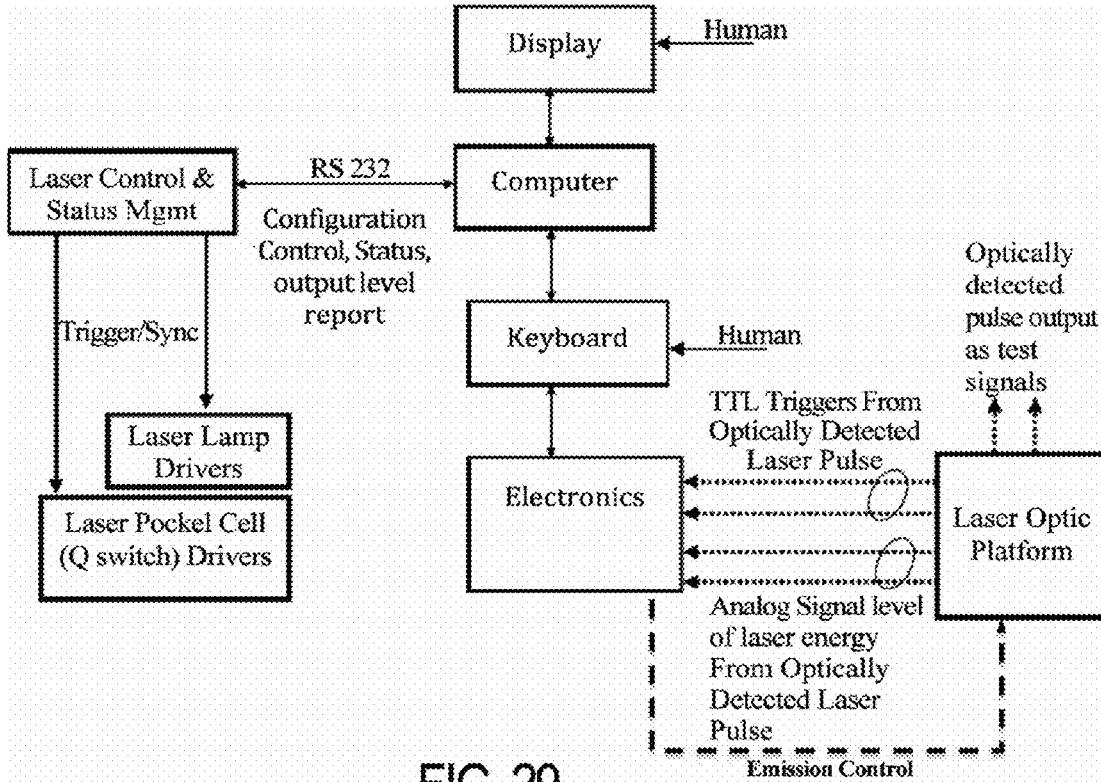 Display
Human
Laser Control &
Status Mgmt
RS 232
Computer
Configuration
Control, Status,
output level
report
Trigger/Sync
Keyboard
Human
Optically
detected
pulse output
as test
signals
Laser Lamp
Drivers
TTL Triggers From
Optically Detected
Laser Pulse
Electronics
Laser Pockel Cell
(Q switch) Drivers
Laser Optic
Platform
Analog Signal level
of laser energy
From Optically
Detected Laser
Pulse
Emission Control
FIG. 29